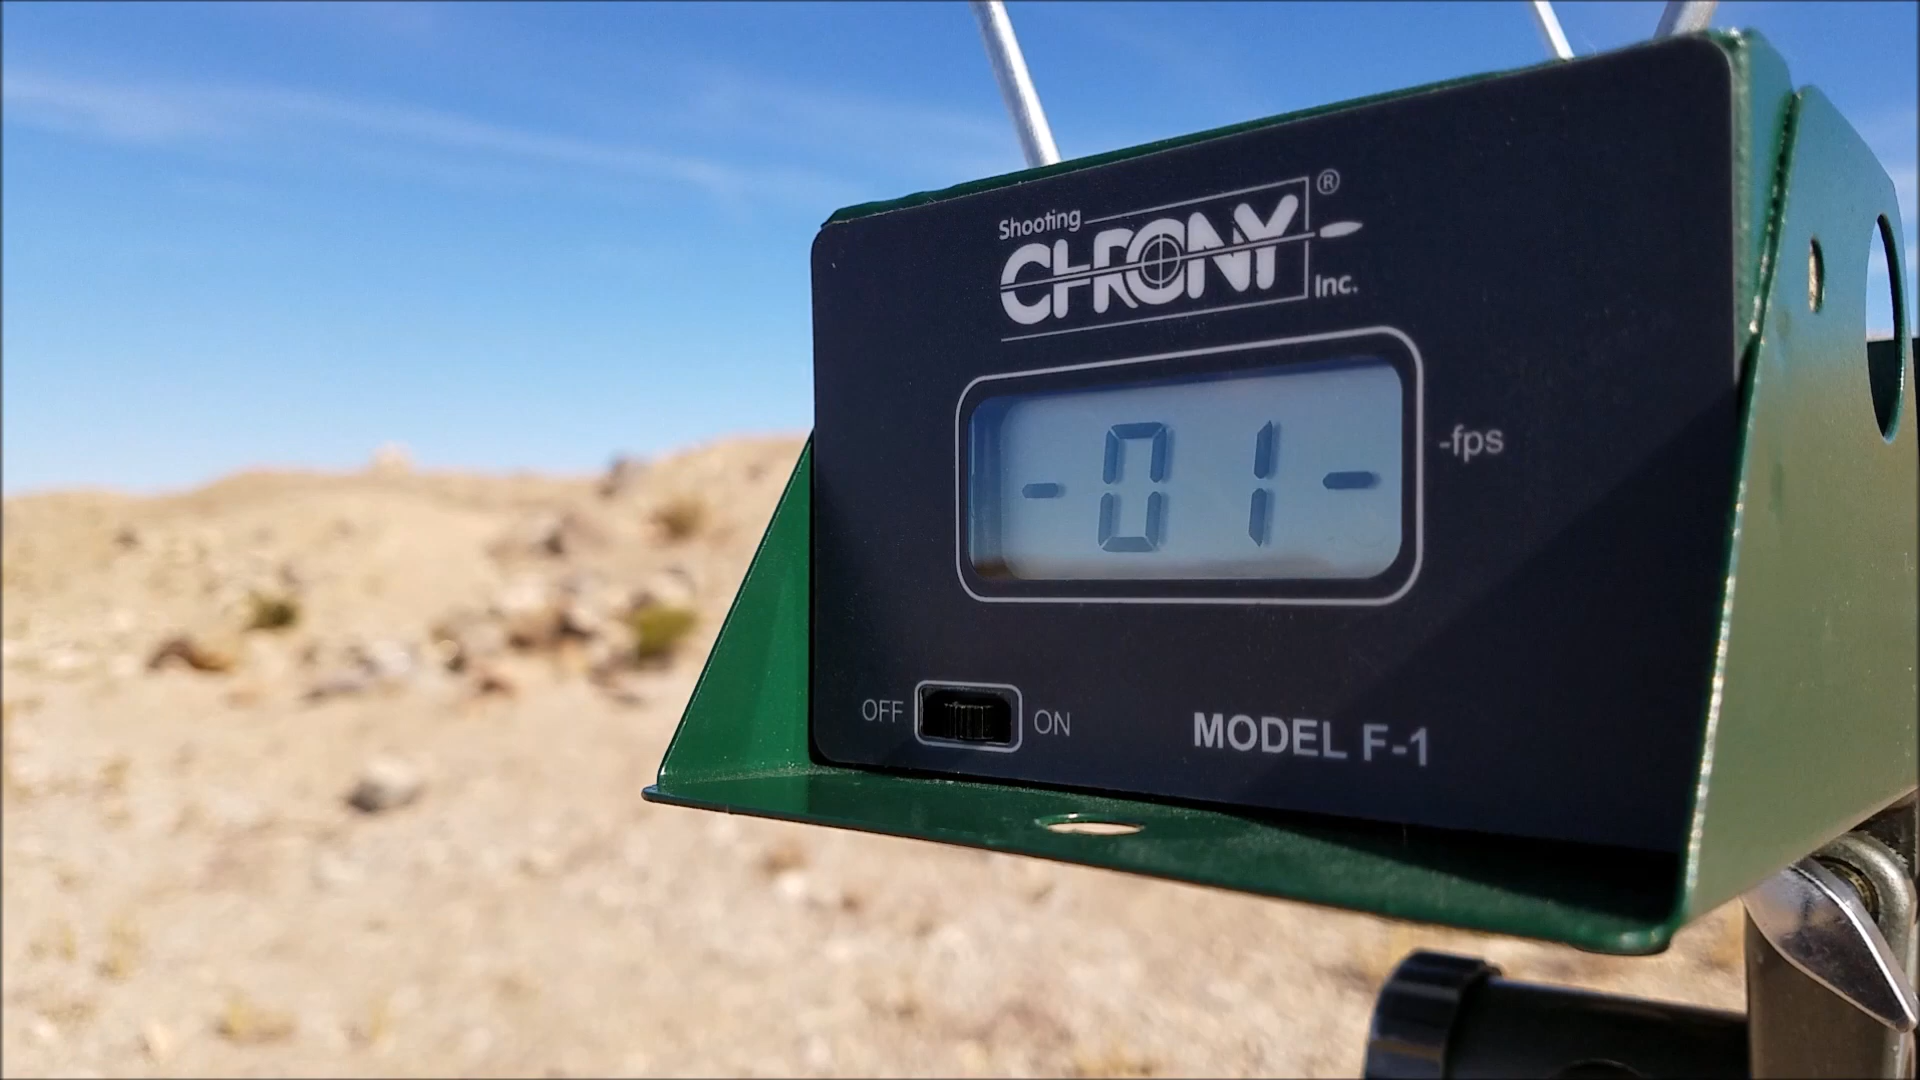 Shooting
CHRONY®
Inc.
-01-
-fps
OFF ON
MODEL F-1